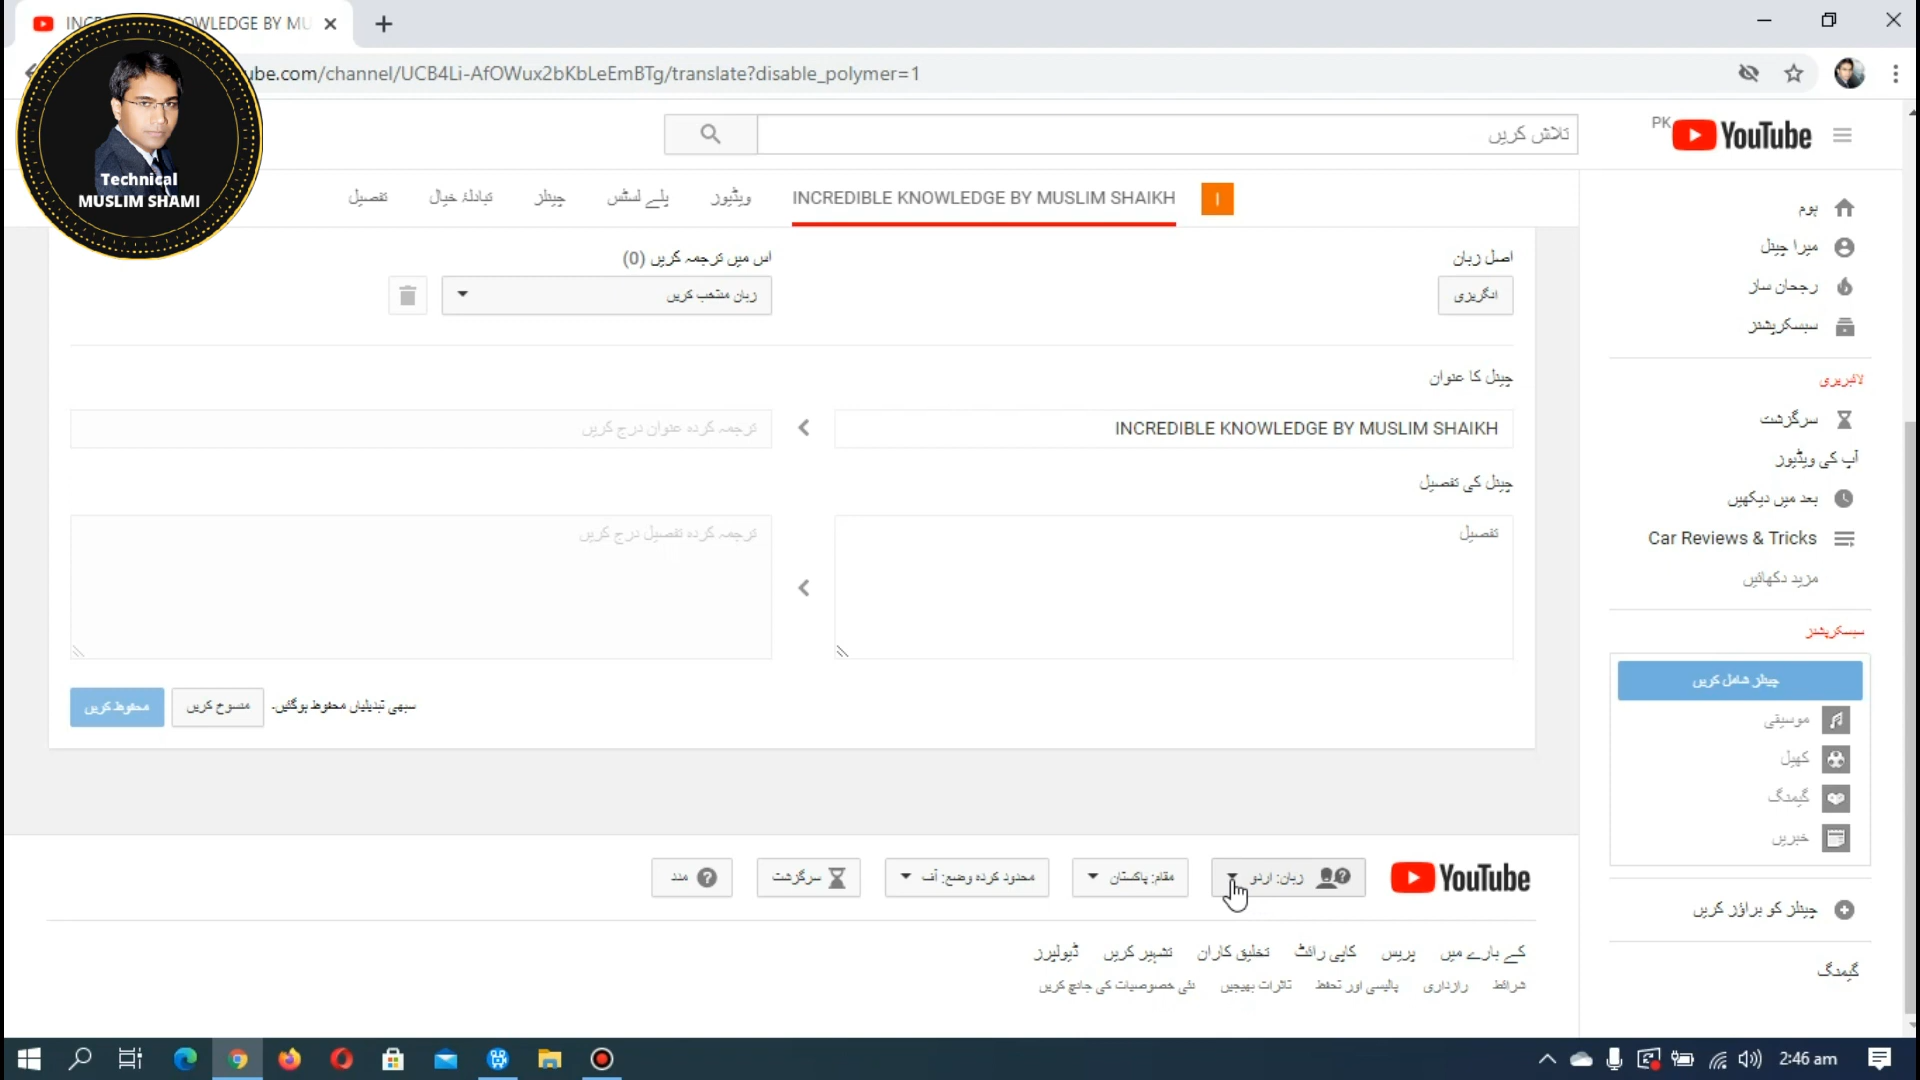 INC
OWLEDGE BY MU
ube.com/channel/UCB4Li-AfOWux2bKbLeEmBTg/translate?disable_polymer=1
Technical
MUSLIM SHAMI
YouTube PK
تلاش کریں
I
INCREDIBLE KNOWLEDGE BY MUSLIM SHAIKH
ویڈیوز
پلے لسٹس
چینلز
تبادلۂ خیال
تفصیل
اصل زبان
اس میں ترجمہ کریں (0)
انگریزی
زبان منتخب کریں
چینل کا عنوان
INCREDIBLE KNOWLEDGE BY MUSLIM SHAIKH
ترجمہ کردہ عنوان درج کریں
چینل کی تفصیل
تفصیل
ترجمہ کردہ تفصیل درج کریں
سبھی تبدیلیاں محفوظ ہوگئیں۔
منسوخ کریں
محفوظ کریں
ہوم
میرا چینل
رجحان ساز
سبسکرپشنز
لائبریری
سرگزشت
آپ کی ویڈیوز
بعد میں دیکھیں
Car Reviews & Tricks
مزید دکھائیں
سبسکرپشنز
چینلز شامل کریں
موسیقی
کھیل
گیمنگ
خبریں
چینلز کو براؤز کریں
گیمنگ
YouTube
زبان: اردو
مقام: پاکستان
محدود کردہ وضع: آف
سرگزشت
مدد
کے بارے میں
پریس
کاپی رائٹ
تخلیق کاران
تشہیر کریں
ڈیولپرز
شرائط
رازداری
پالیسی اور تحفظ
تاثرات بھیجیں
نئی خصوصیات کی جانچ کریں
2:46 am